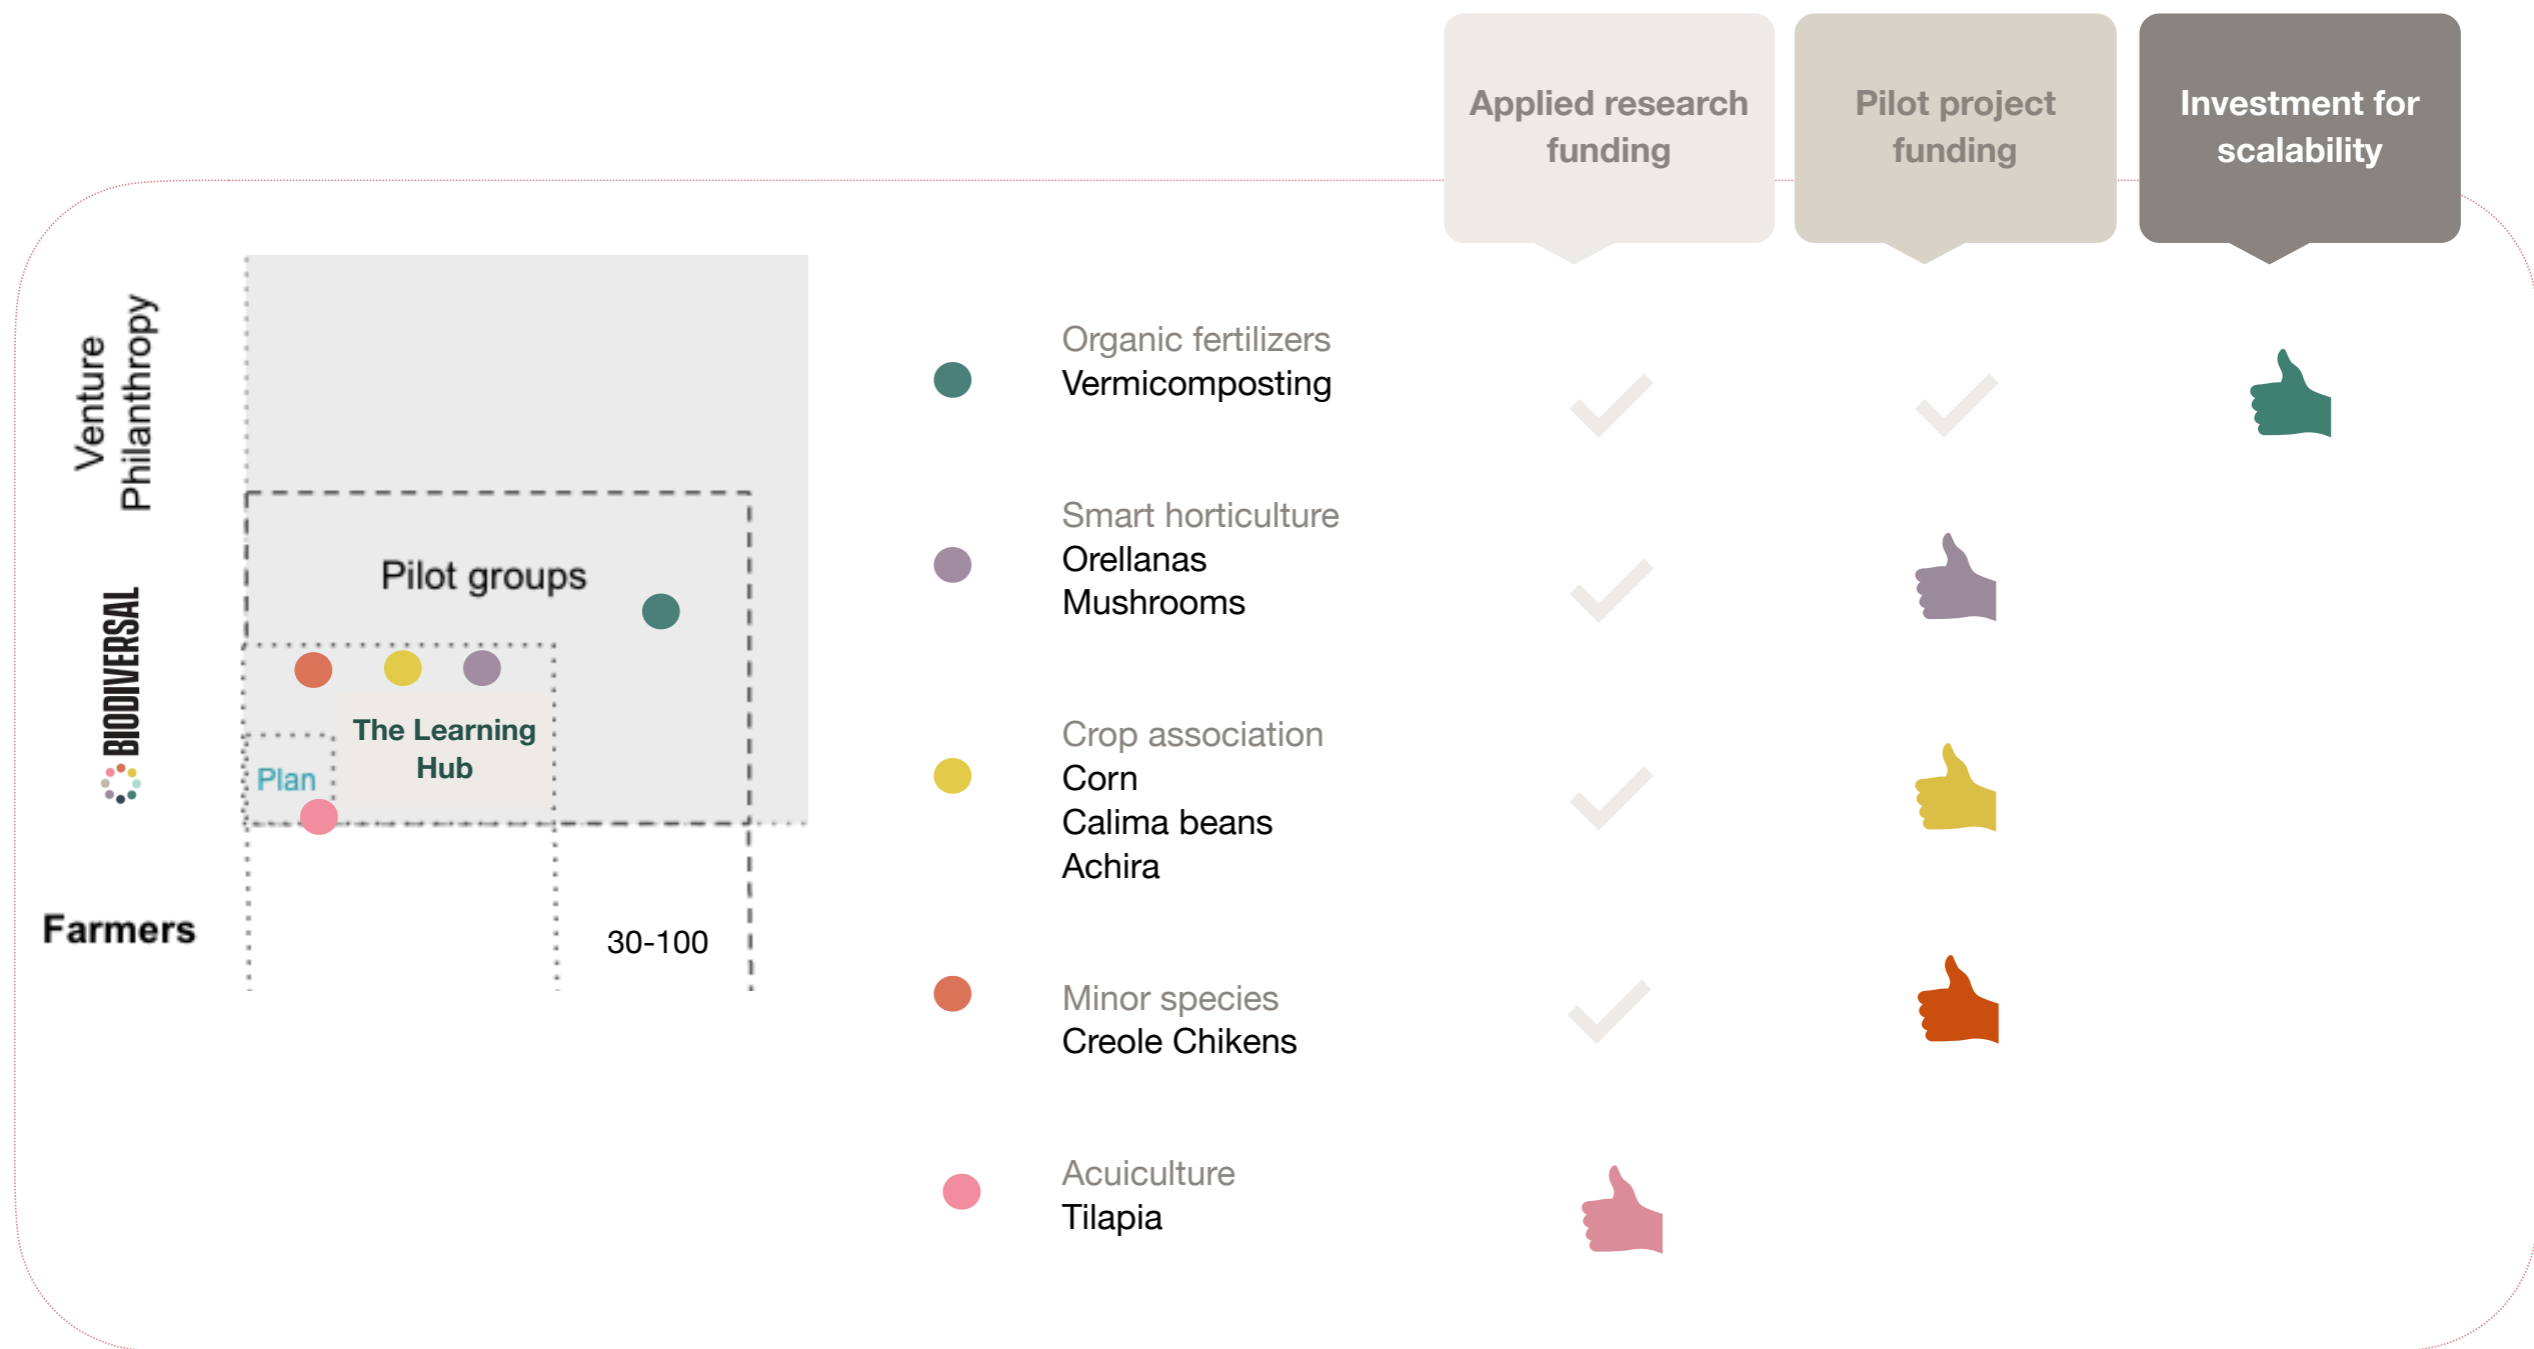 Applied research
funding
Pilot project
funding
Investment for
scalability
Venture
Philanthropy
BIODIVERSAL
Farmers
Pilot groups
The Learning
Hub
Plan
30-100
Organic fertilizers
Vermicomposting
Smart horticulture
Orellanas
Mushrooms
Crop association
Corn
Calima beans
Achira
Minor species
Creole Chikens
Acuiculture
Tilapia